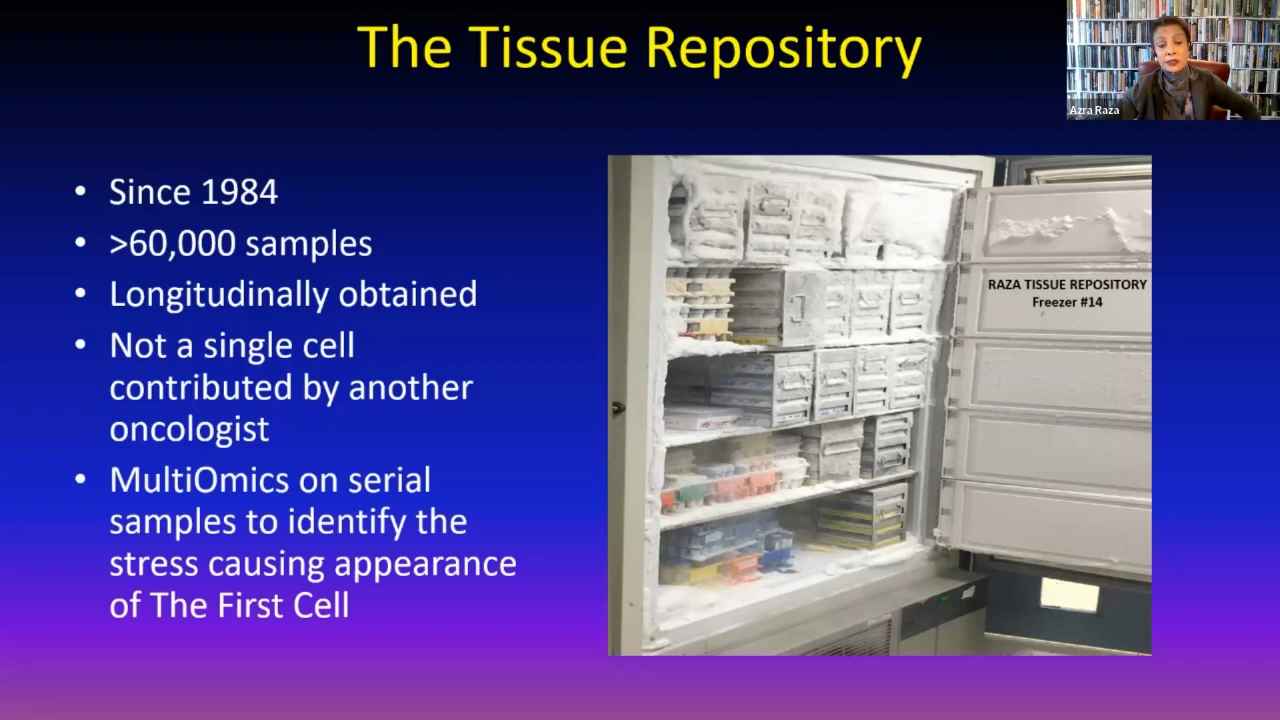 The Tissue Repository
Azra Raza
• Since 1984
• >60,000 samples
• Longitudinally obtained
• Not a single cell
contributed by another
oncologist
• MultiOmics on serial
samples to identify the
stress causing appearance
of The First Cell
RAZA TISSUE REPOSITORY
Freezer #14